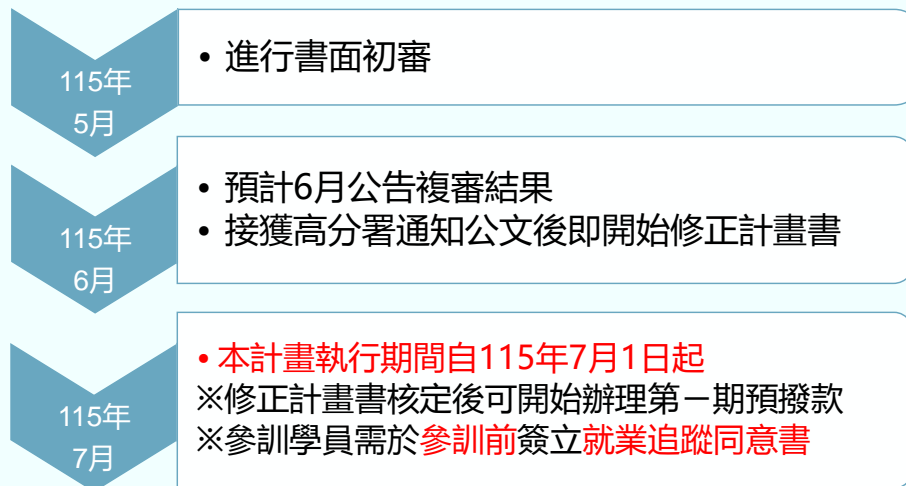 115年
5月
• 進行書面初審
115年
6月
• 預計6月公告複審結果
• 接獲高分署通知公文後即開始修正計畫書
115年
7月
• 本計畫執行期間自115年7月1日起
※修正計畫書核定後可開始辦理第一期預撥款
※參訓學員需於參訓前簽立就業追蹤同意書